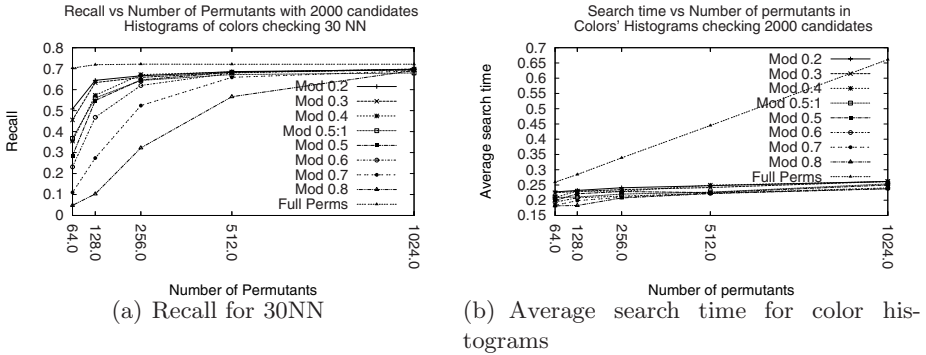 Recall vs Number of Permutants with 2000 candidates
Histograms of colors checking 30 NN
0.8
0.7
0.6
0.5
0.4
0.3
0.2
0.1
0
Recall
Mod 0.2
Mod 0.3
Mod 0.4
Mod 0.5:1
Mod 0.5
Mod 0.6
Mod 0.7
Mod 0.8
Full Perms
64.0
128.0
256.0
512.0
1024.0
Number of Permutants
(a) Recall for 30NN
Search time vs Number of permutants in
Colors' Histograms checking 2000 candidates
0.7
0.65
0.6
0.55
0.5
0.45
0.4
0.35
0.3
0.25
0.2
0.15
Average search time
Mod 0.2
Mod 0.3
Mod 0.4
Mod 0.5:1
Mod 0.5
Mod 0.6
Mod 0.7
Mod 0.8
Full Perms
64.0
128.0
256.0
512.0
1024.0
Number of permutants
(b) Average search time for color his-
tograms